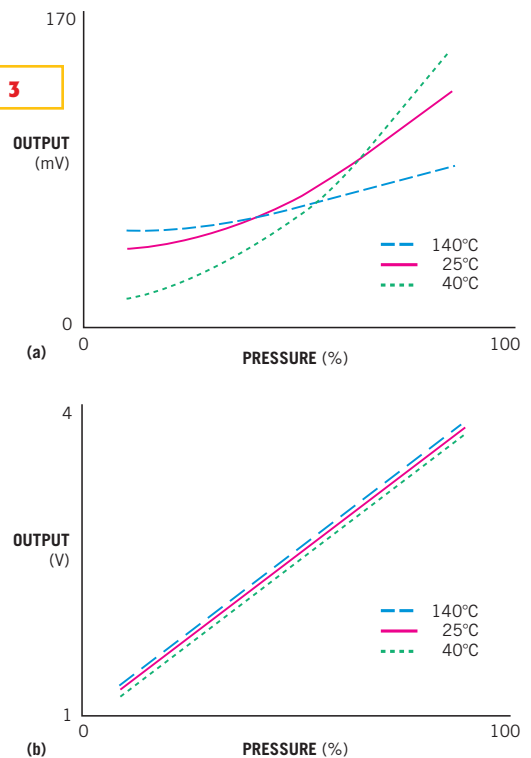 170
3
OUTPUT
(mV)
140°C
25°C
40°C
0
(a)
0
PRESSURE (%)
100
4
OUTPUT
(V)
140°C
25°C
40°C
1
0
100
(b)
PRESSURE (%)